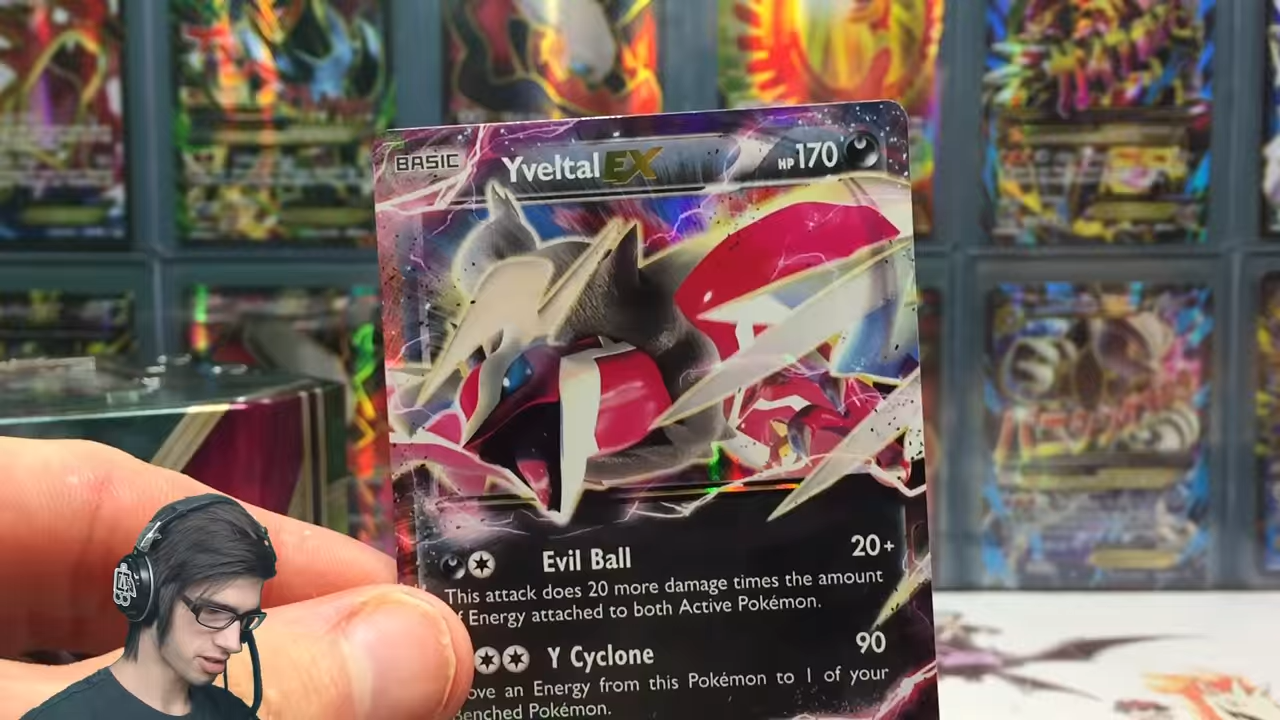 BASIC Yveltal EX HP 170
Evil Ball 20+
This attack does 20 more damage times the amount
Energy attached to both Active Pokémon.
Y Cyclone 90
an Energy from this Pokémon to 1 of your
Benched Pokémon.